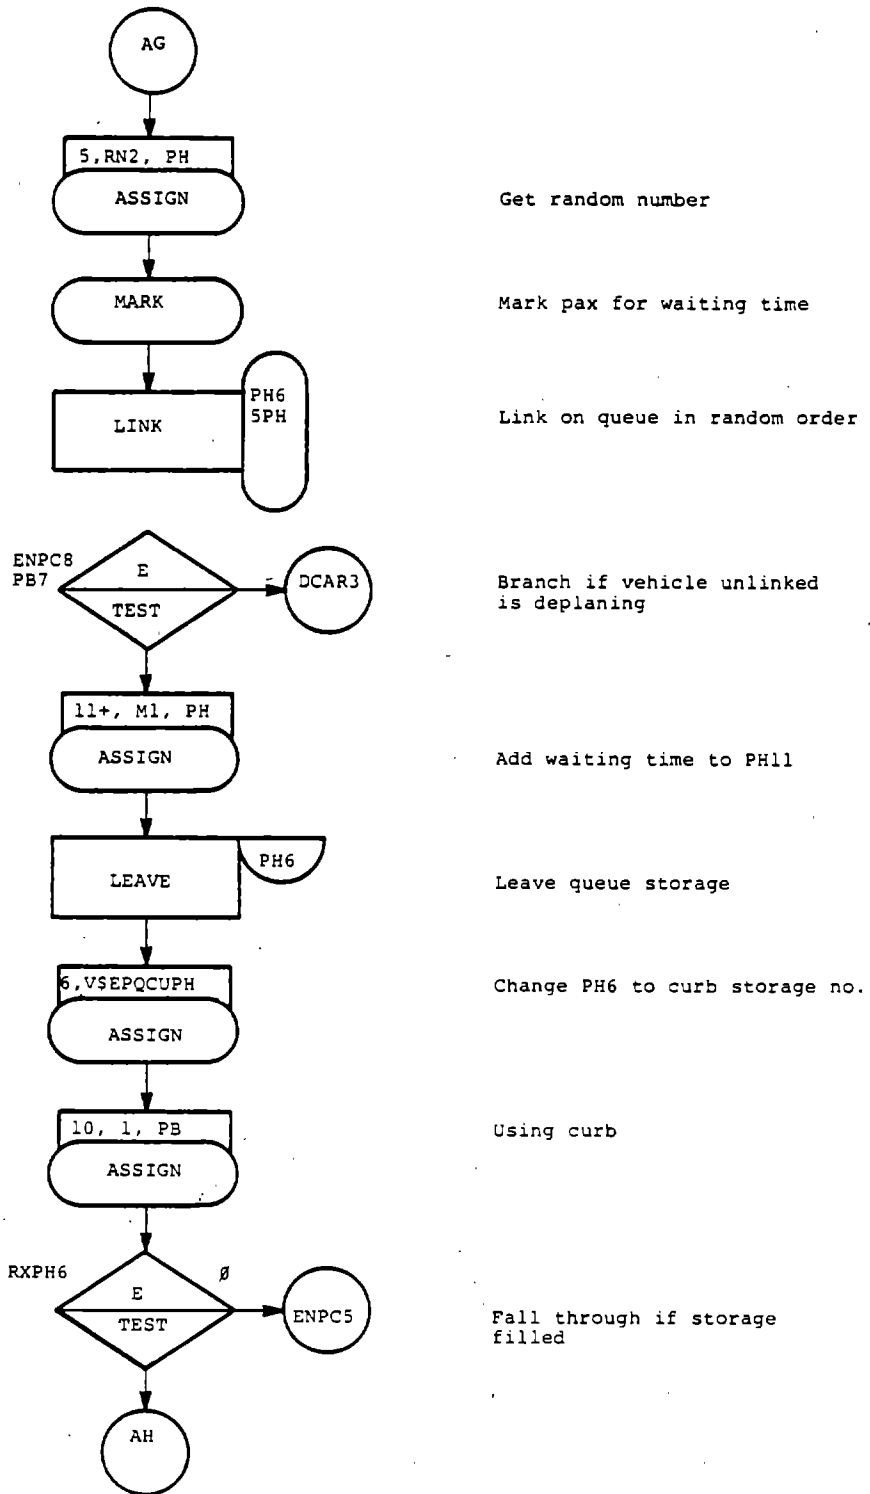 AG
5,RN2, PH
ASSIGN
Get random number
MARK
Mark pax for waiting time
LINK
PH6
5PH
Link on queue in random order
ENPC8
PB7
E
TEST
DCAR3
Branch if vehicle unlinked
is deplaning
11+, M1, PH
ASSIGN
Add waiting time to PH11
LEAVE
PH6
Leave queue storage
6,V$EPQCUPH
ASSIGN
Change PH6 to curb storage no.
10, 1, PB
ASSIGN
Using curb
RXPH6
E
TEST
Ø
ENPC5
Fall through if storage
filled
AH